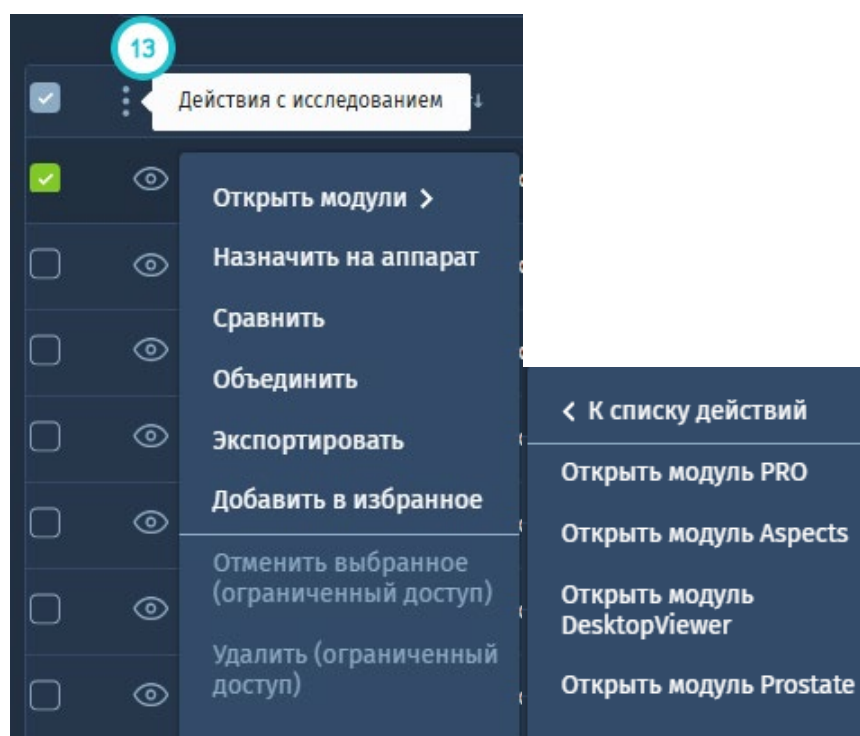 13
Действия с исследованием
Открыть модули >
Назначить на аппарат
Сравнить
Объединить
Экспортировать
Добавить в избранное
Отменить выбранное
(ограниченный доступ)
Удалить (ограниченный
доступ)
< К списку действий
Открыть модуль PRO
Открыть модуль Aspects
Открыть модуль
DesktopViewer
Открыть модуль Prostate